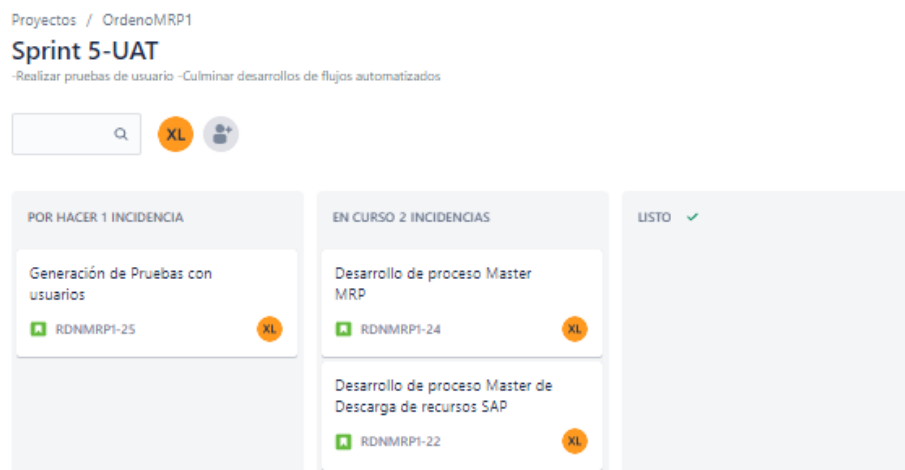 Proyectos / OrdenoMRP1
Sprint 5-UAT
-Realizar pruebas de usuario -Culminar desarrollos de flujos automatizados
XL
POR HACER 1 INCIDENCIA
Generación de Pruebas con
usuarios
RDNMRP1-25 XL
EN CURSO 2 INCIDENCIAS
Desarrollo de proceso Master
MRP
RDNMRP1-24 XL
Desarrollo de proceso Master de
Descarga de recursos SAP
RDNMRP1-22 XL
LISTO